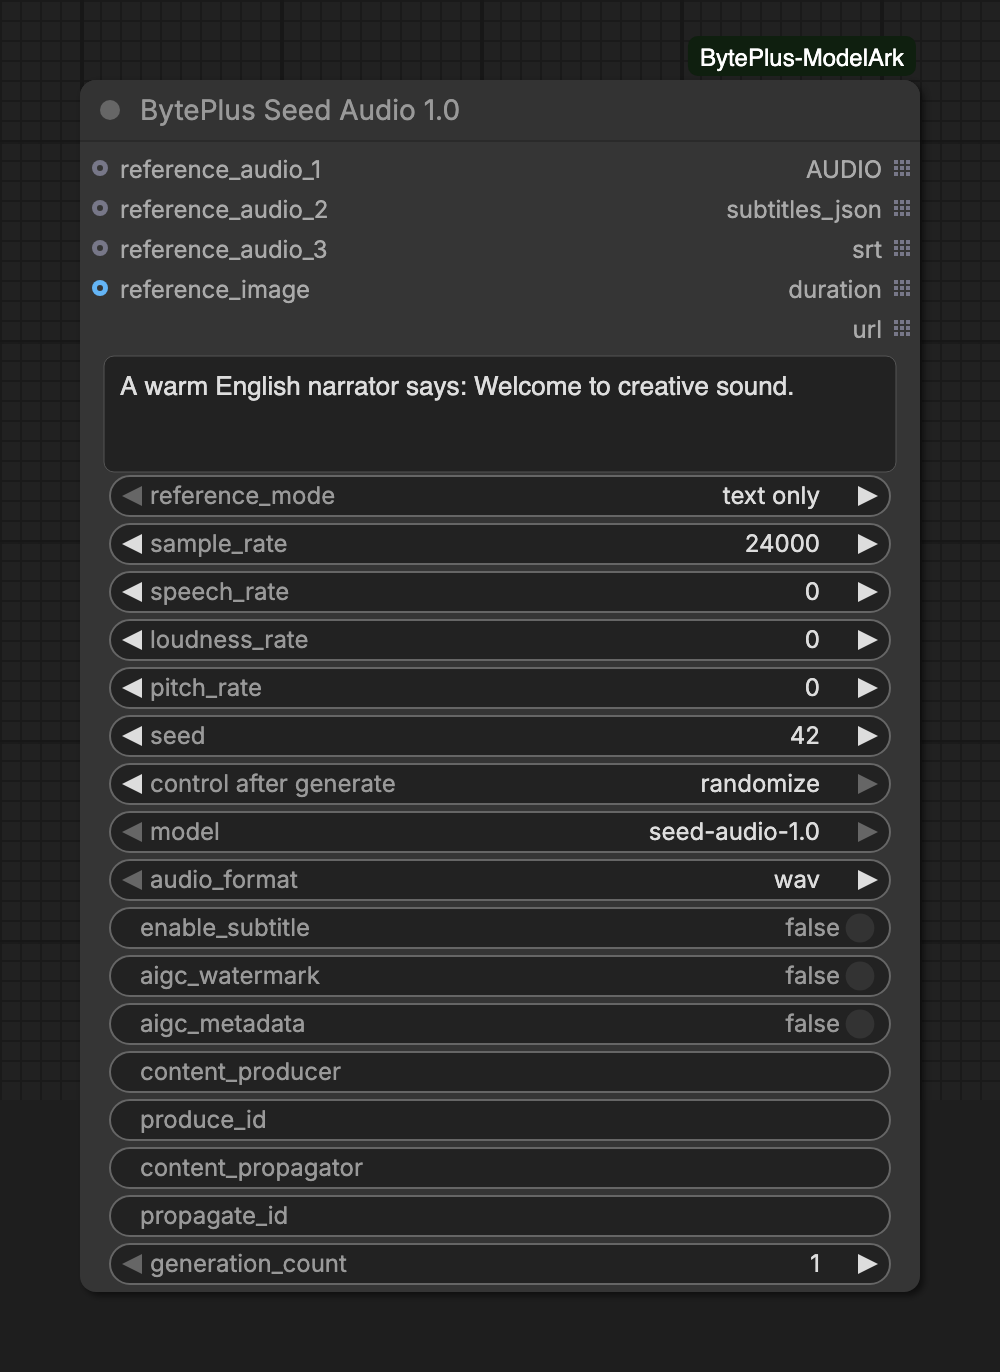 BytePlus-ModelArk
BytePlus Seed Audio 1.0
reference_audio_1 AUDIO
reference_audio_2 subtitles_json
reference_audio_3 srt
reference_image duration
url
A warm English narrator says: Welcome to creative sound.
reference_mode text only
sample_rate 24000
speech_rate 0
loudness_rate 0
pitch_rate 0
seed 42
control after generate randomize
model seed-audio-1.0
audio_format wav
enable_subtitle false
aigc_watermark false
aigc_metadata false
content_producer
produce_id
content_propagator
propagate_id
generation_count 1